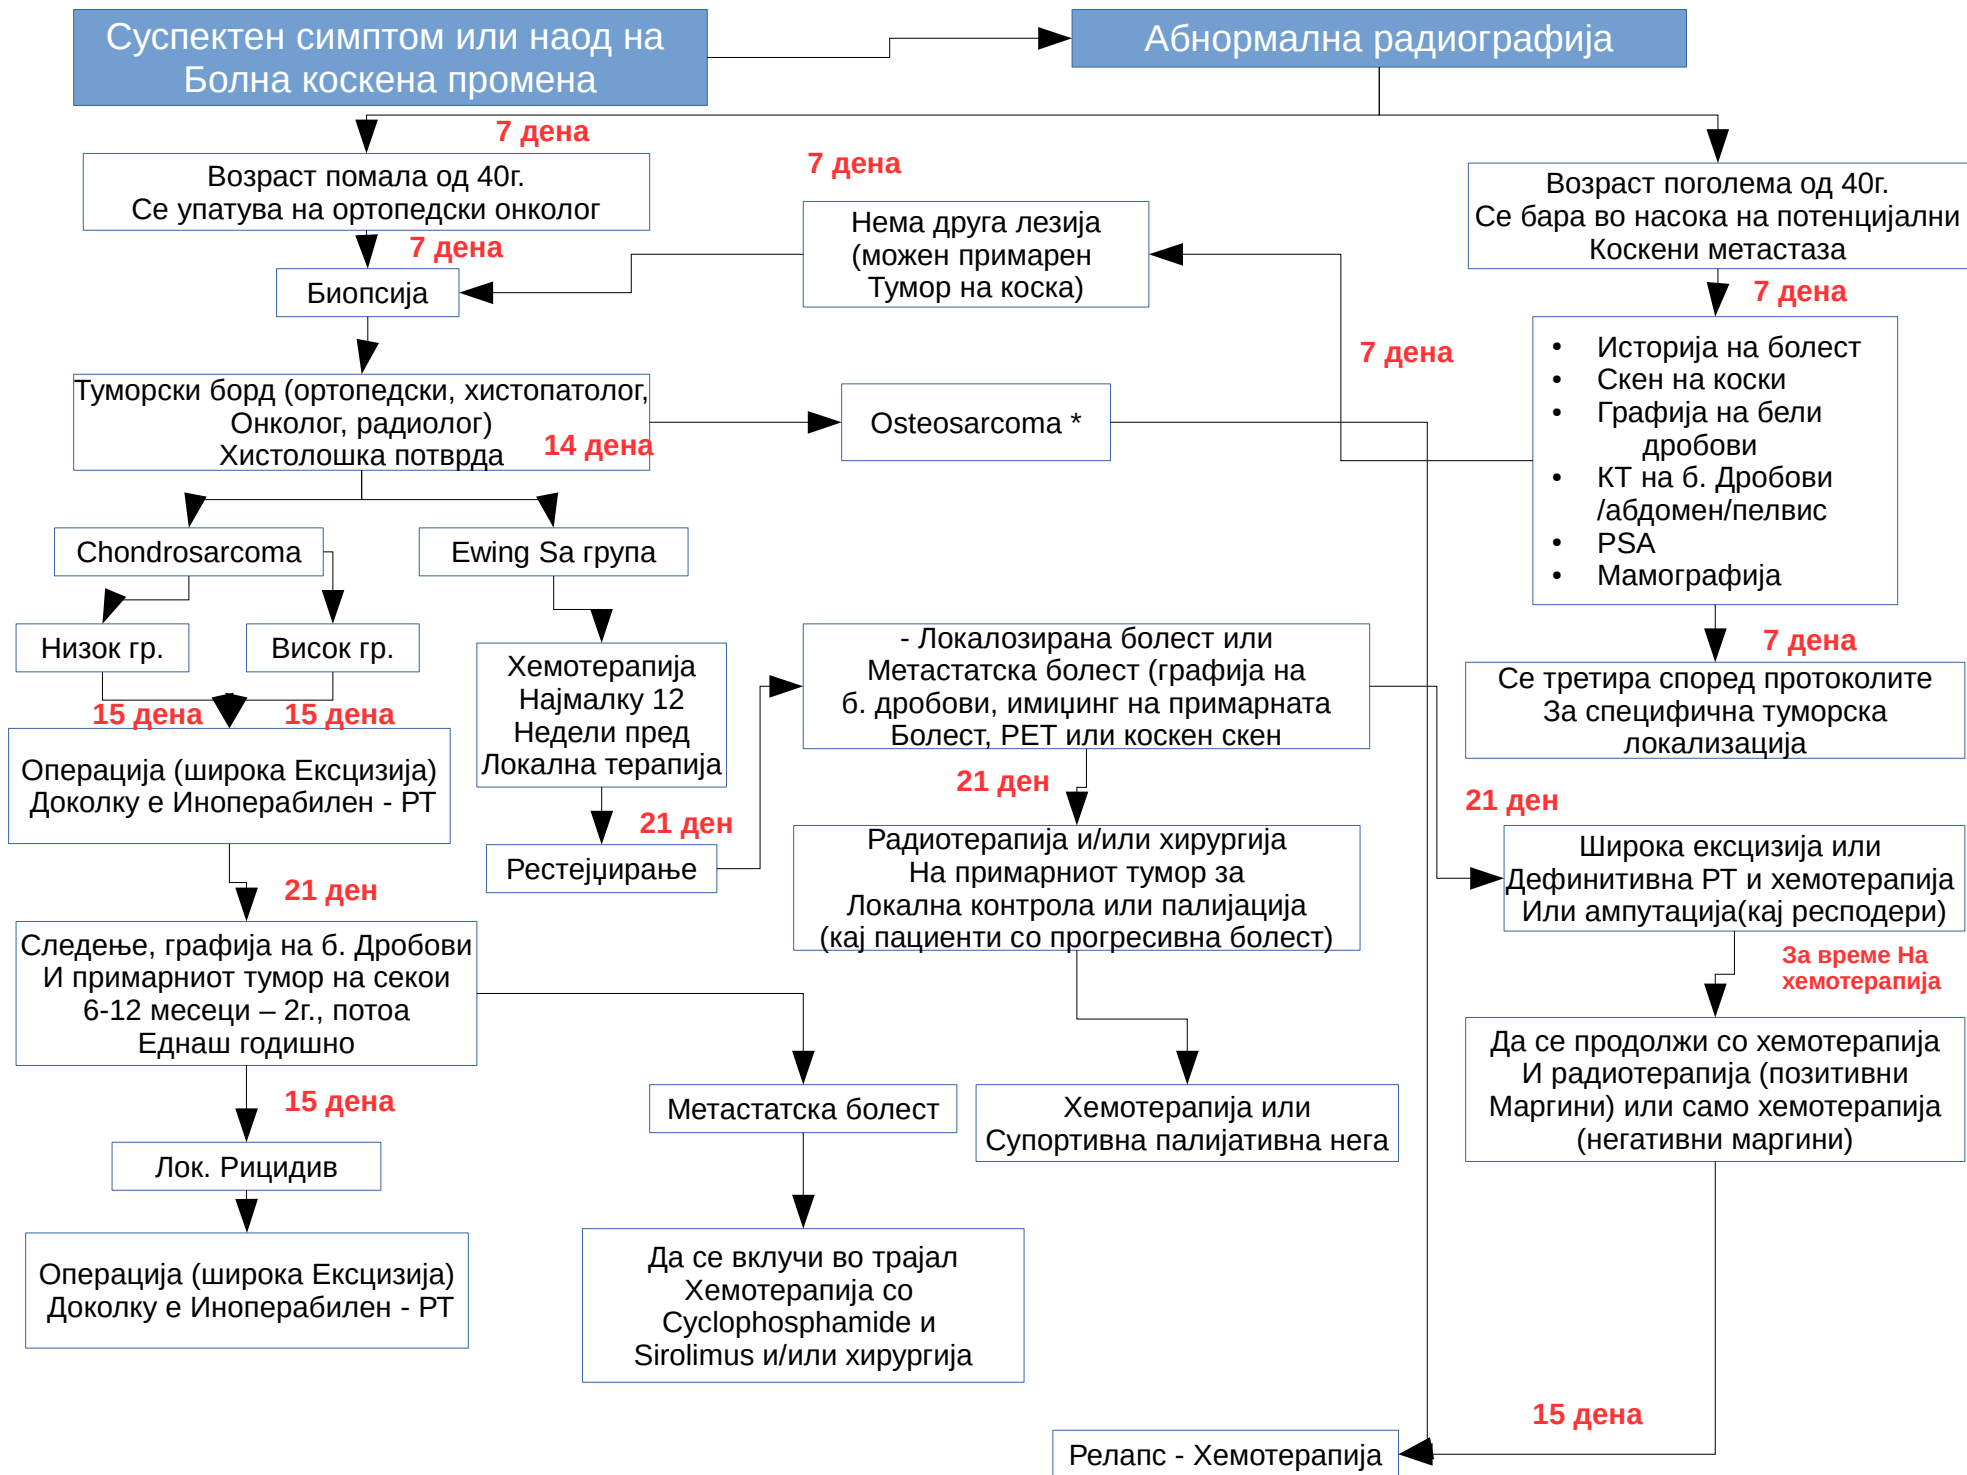 Суспектен симптом или наод на
Болна коскена промена
Абнормална радиографија
7 дена
Возраст помала од 40г.
Се упатува на ортопедски онколог
7 дена
Нема друга лезија
(можен примарен
Тумор на коска)
Возраст поголема од 40г.
Се бара во насока на потенцијални
Коскени метастаза
7 дена
Биопсија
7 дена
7 дена
• Историја на болест
• Скен на коски
• Графија на бели
дробови
• КТ на б. Дробови
/абдомен/пелвис
• PSA
• Мамографија
Туморски борд (ортопедски, хистопатолог,
Онколог, радиолог)
Хистолошка потврда
14 дена
Osteosarcoma *
Chondrosarcoma
Ewing Sa група
Низок гр.
Висок гр.
Хемотерапија
Најмалку 12
Недели пред
Локална терапија
- Локалозирана болест или
Метастатска болест (графија на
б. дробови, имиџинг на примарната
Болест, PET или коскен скен
7 дена
Се третира според протоколите
За специфична туморска
локализација
15 дена
15 дена
Операција (широка Ексцизија)
Доколку е Иноперабилен - РТ
21 ден
21 ден
21 ден
Рестејџирање
Радиотерапија и/или хирургија
На примарниот тумор за
Локална контрола или палијација
(кај пациенти со прогресивна болест)
Широка ексцизија или
Дефинитивна РТ и хемотерапија
Или ампутација(кај респодери)
21 ден
Следење, графија на б. Дробови
И примарниот тумор на секои
6-12 месеци – 2г., потоа
Еднаш годишно
За време На
хемотерапија
Да се продолжи со хемотерапија
И радиотерапија (позитивни
Маргини) или само хемотерапија
(негативни маргини)
15 дена
Метастатска болест
Хемотерапија или
Супортивна палијативна нега
Лок. Рицидив
Операција (широка Ексцизија)
Доколку е Иноперабилен - РТ
Да се вклучи во трајал
Хемотерапија со
Cyclophosphamide и
Sirolimus и/или хирургија
15 дена
Релапс - Хемотерапија